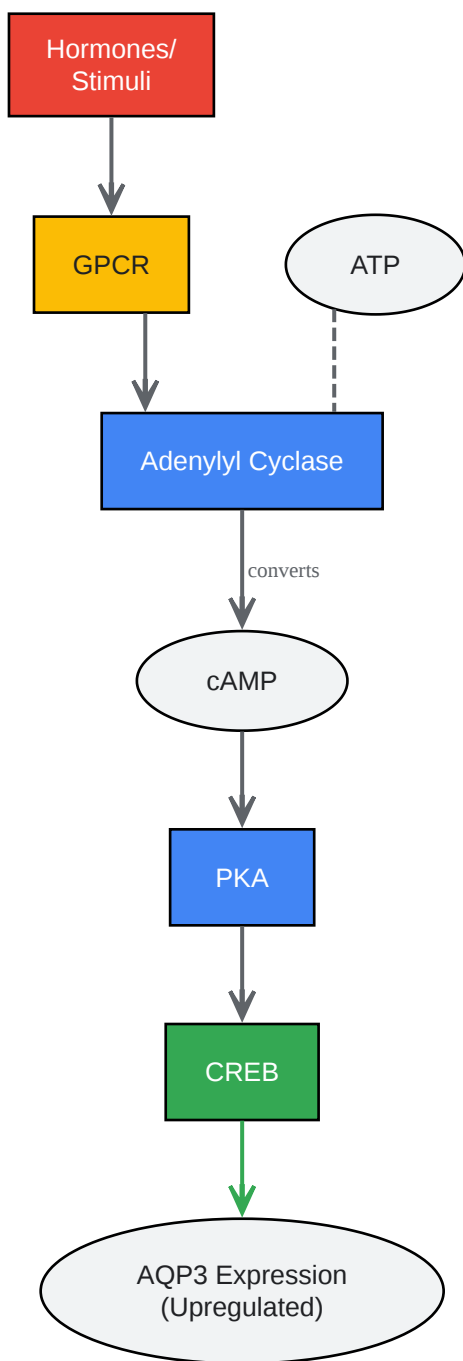 Hormones/
Stimuli
GPCR
ATP
Adenylyl Cyclase
converts
cAMP
PKA
CREB
AQP3 Expression
(Upregulated)